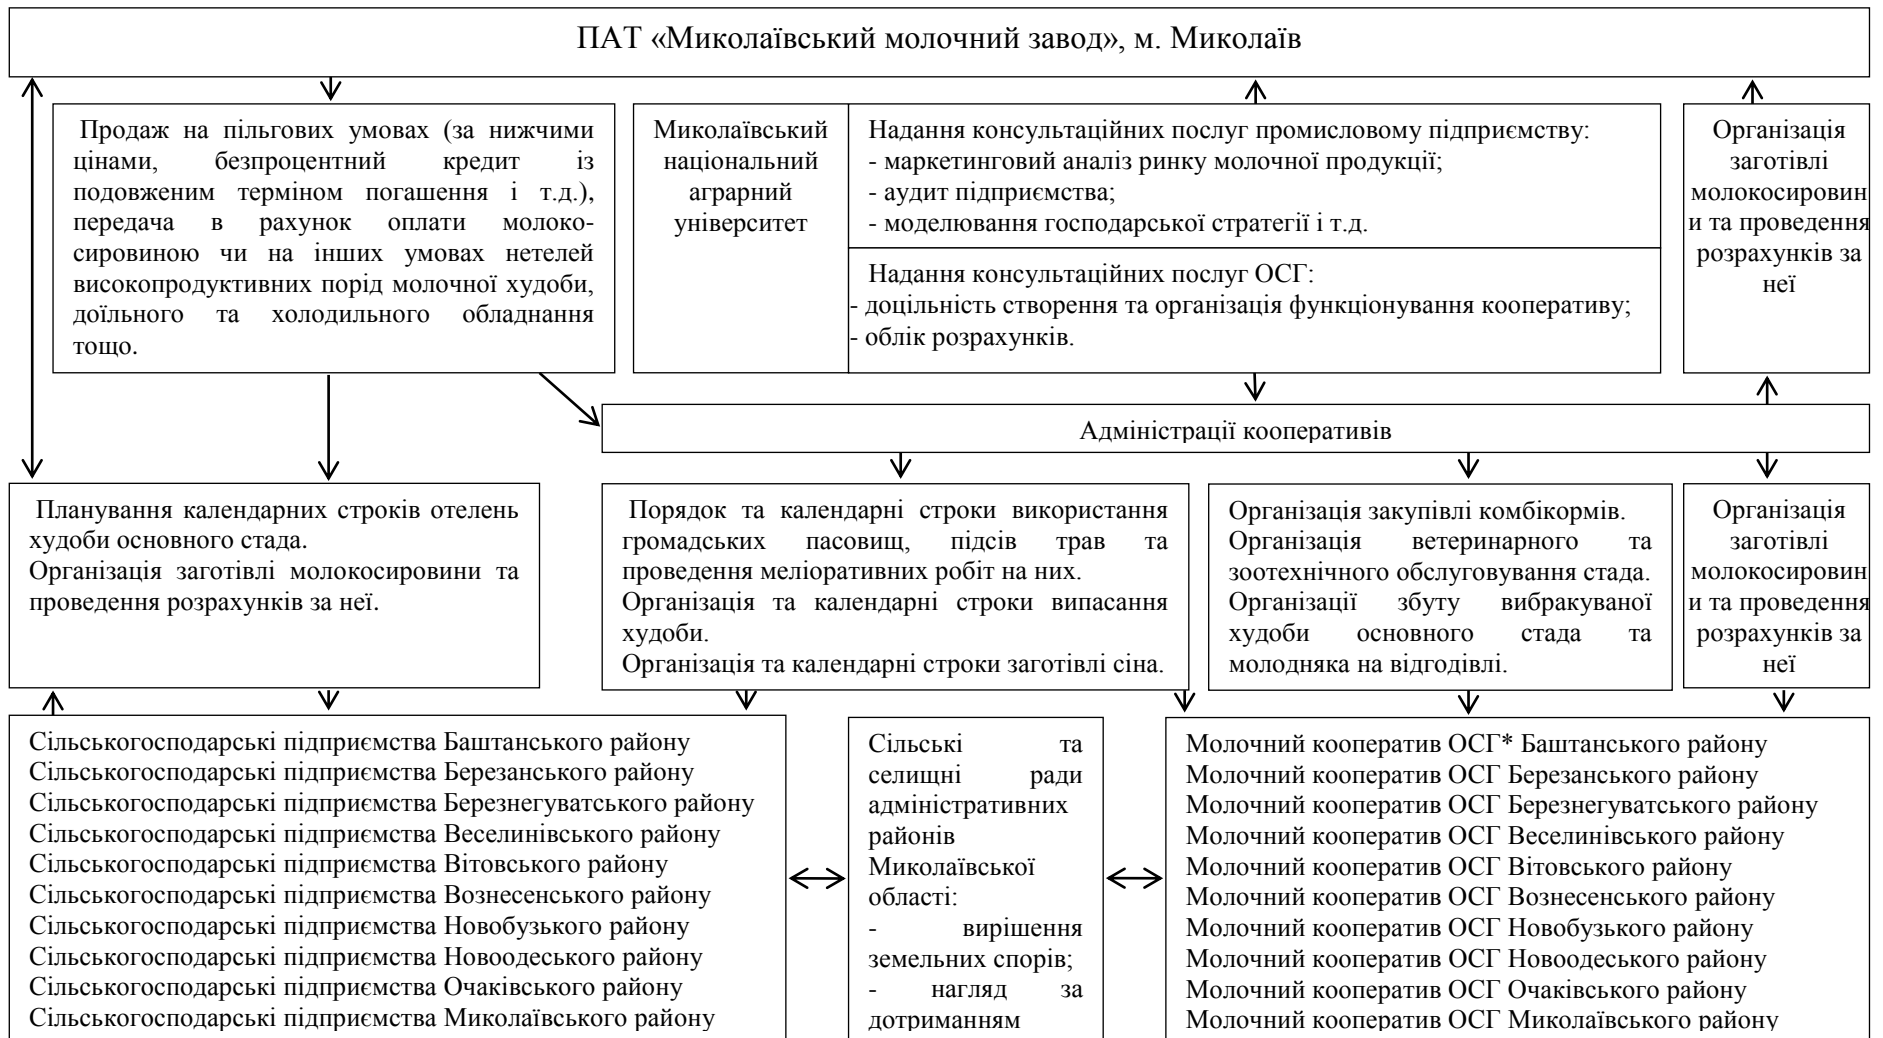 ПАТ «Миколаївський молочний завод», м. Миколаїв
Продаж на пільгових умовах (за нижчими
цінами, безпроцентний кредит із
подовженим терміном погашення і т.д.),
передача в рахунок оплати молоко-
сировиною чи на інших умовах нетелей
високопродуктивних порід молочної худоби,
доїльного та холодильного обладнання
тощо.
Миколаївський
національний
аграрний
університет
Надання консультаційних послуг промисловому підприємству:
- маркетинговий аналіз ринку молочної продукції;
- аудит підприємства;
- моделювання господарської стратегії і т.д.
Надання консультаційних послуг ОСГ:
- доцільність створення та організація функціонування кооперативу;
- облік розрахунків.
Організація
заготівлі
молокосировин
и та проведення
розрахунків за
неї
Адміністрації кооперативів
Планування календарних строків отелень
худоби основного стада.
Організація заготівлі молокосировини та
проведення розрахунків за неї.
Порядок та календарні строки використання
громадських пасовищ, підсів трав та
проведення меліоративних робіт на них.
Організація та календарні строки випасання
худоби.
Організація та календарні строки заготівлі сіна.
Організація закупівлі комбікормів.
Організація ветеринарного та
зоотехнічного обслуговування стада.
Організації збуту вибракуваної
худоби основного стада та
молодняка на відгодівлі.
Організація
заготівлі
молокосировин
и та проведення
розрахунків за
неї
Сільськогосподарські підприємства Баштанського району
Сільськогосподарські підприємства Березанського району
Сільськогосподарські підприємства Березнегуватського району
Сільськогосподарські підприємства Веселинівського району
Сільськогосподарські підприємства Вітовського району
Сільськогосподарські підприємства Вознесенського району
Сільськогосподарські підприємства Новобузького району
Сільськогосподарські підприємства Новоодеського району
Сільськогосподарські підприємства Очаківського району
Сільськогосподарські підприємства Миколаївського району
Сільські та
селищні ради
адміністративних
районів
Миколаївської
області:
- вирішення
земельних спорів;
- нагляд за
дотриманням
Молочний кооператив ОСГ* Баштанського району
Молочний кооператив ОСГ Березанського району
Молочний кооператив ОСГ Березнегуватського району
Молочний кооператив ОСГ Веселинівського району
Молочний кооператив ОСГ Вітовського району
Молочний кооператив ОСГ Вознесенського району
Молочний кооператив ОСГ Новобузького району
Молочний кооператив ОСГ Новоодеського району
Молочний кооператив ОСГ Очаківського району
Молочний кооператив ОСГ Миколаївського району